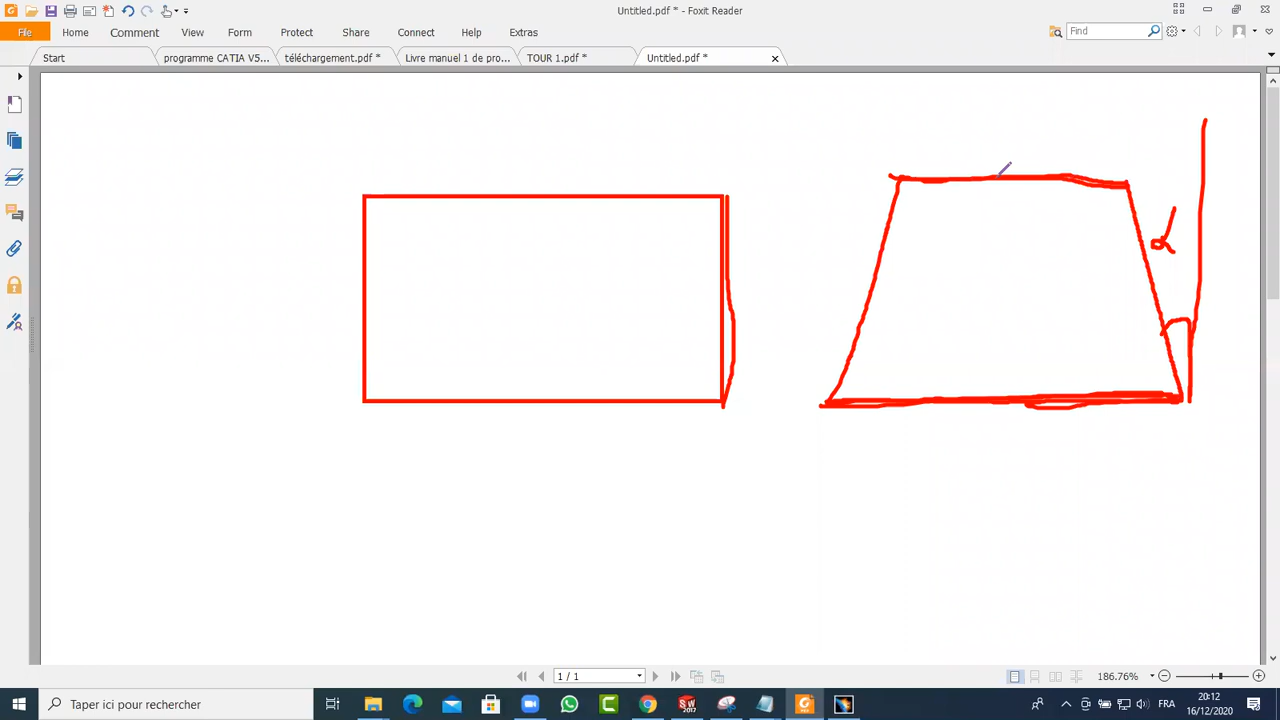 Untitled.pdf * - Foxit Reader
File Home Comment View Form Protect Share Connect Help Extras Find
Start programme CATIA V5... téléchargement.pdf * Livre manuel 1 de pro... TOUR 1.pdf * Untitled.pdf *
α
1 / 1 186.76%
SW 2017
20:12
Taper ici pour rechercher FRA
16/12/2020